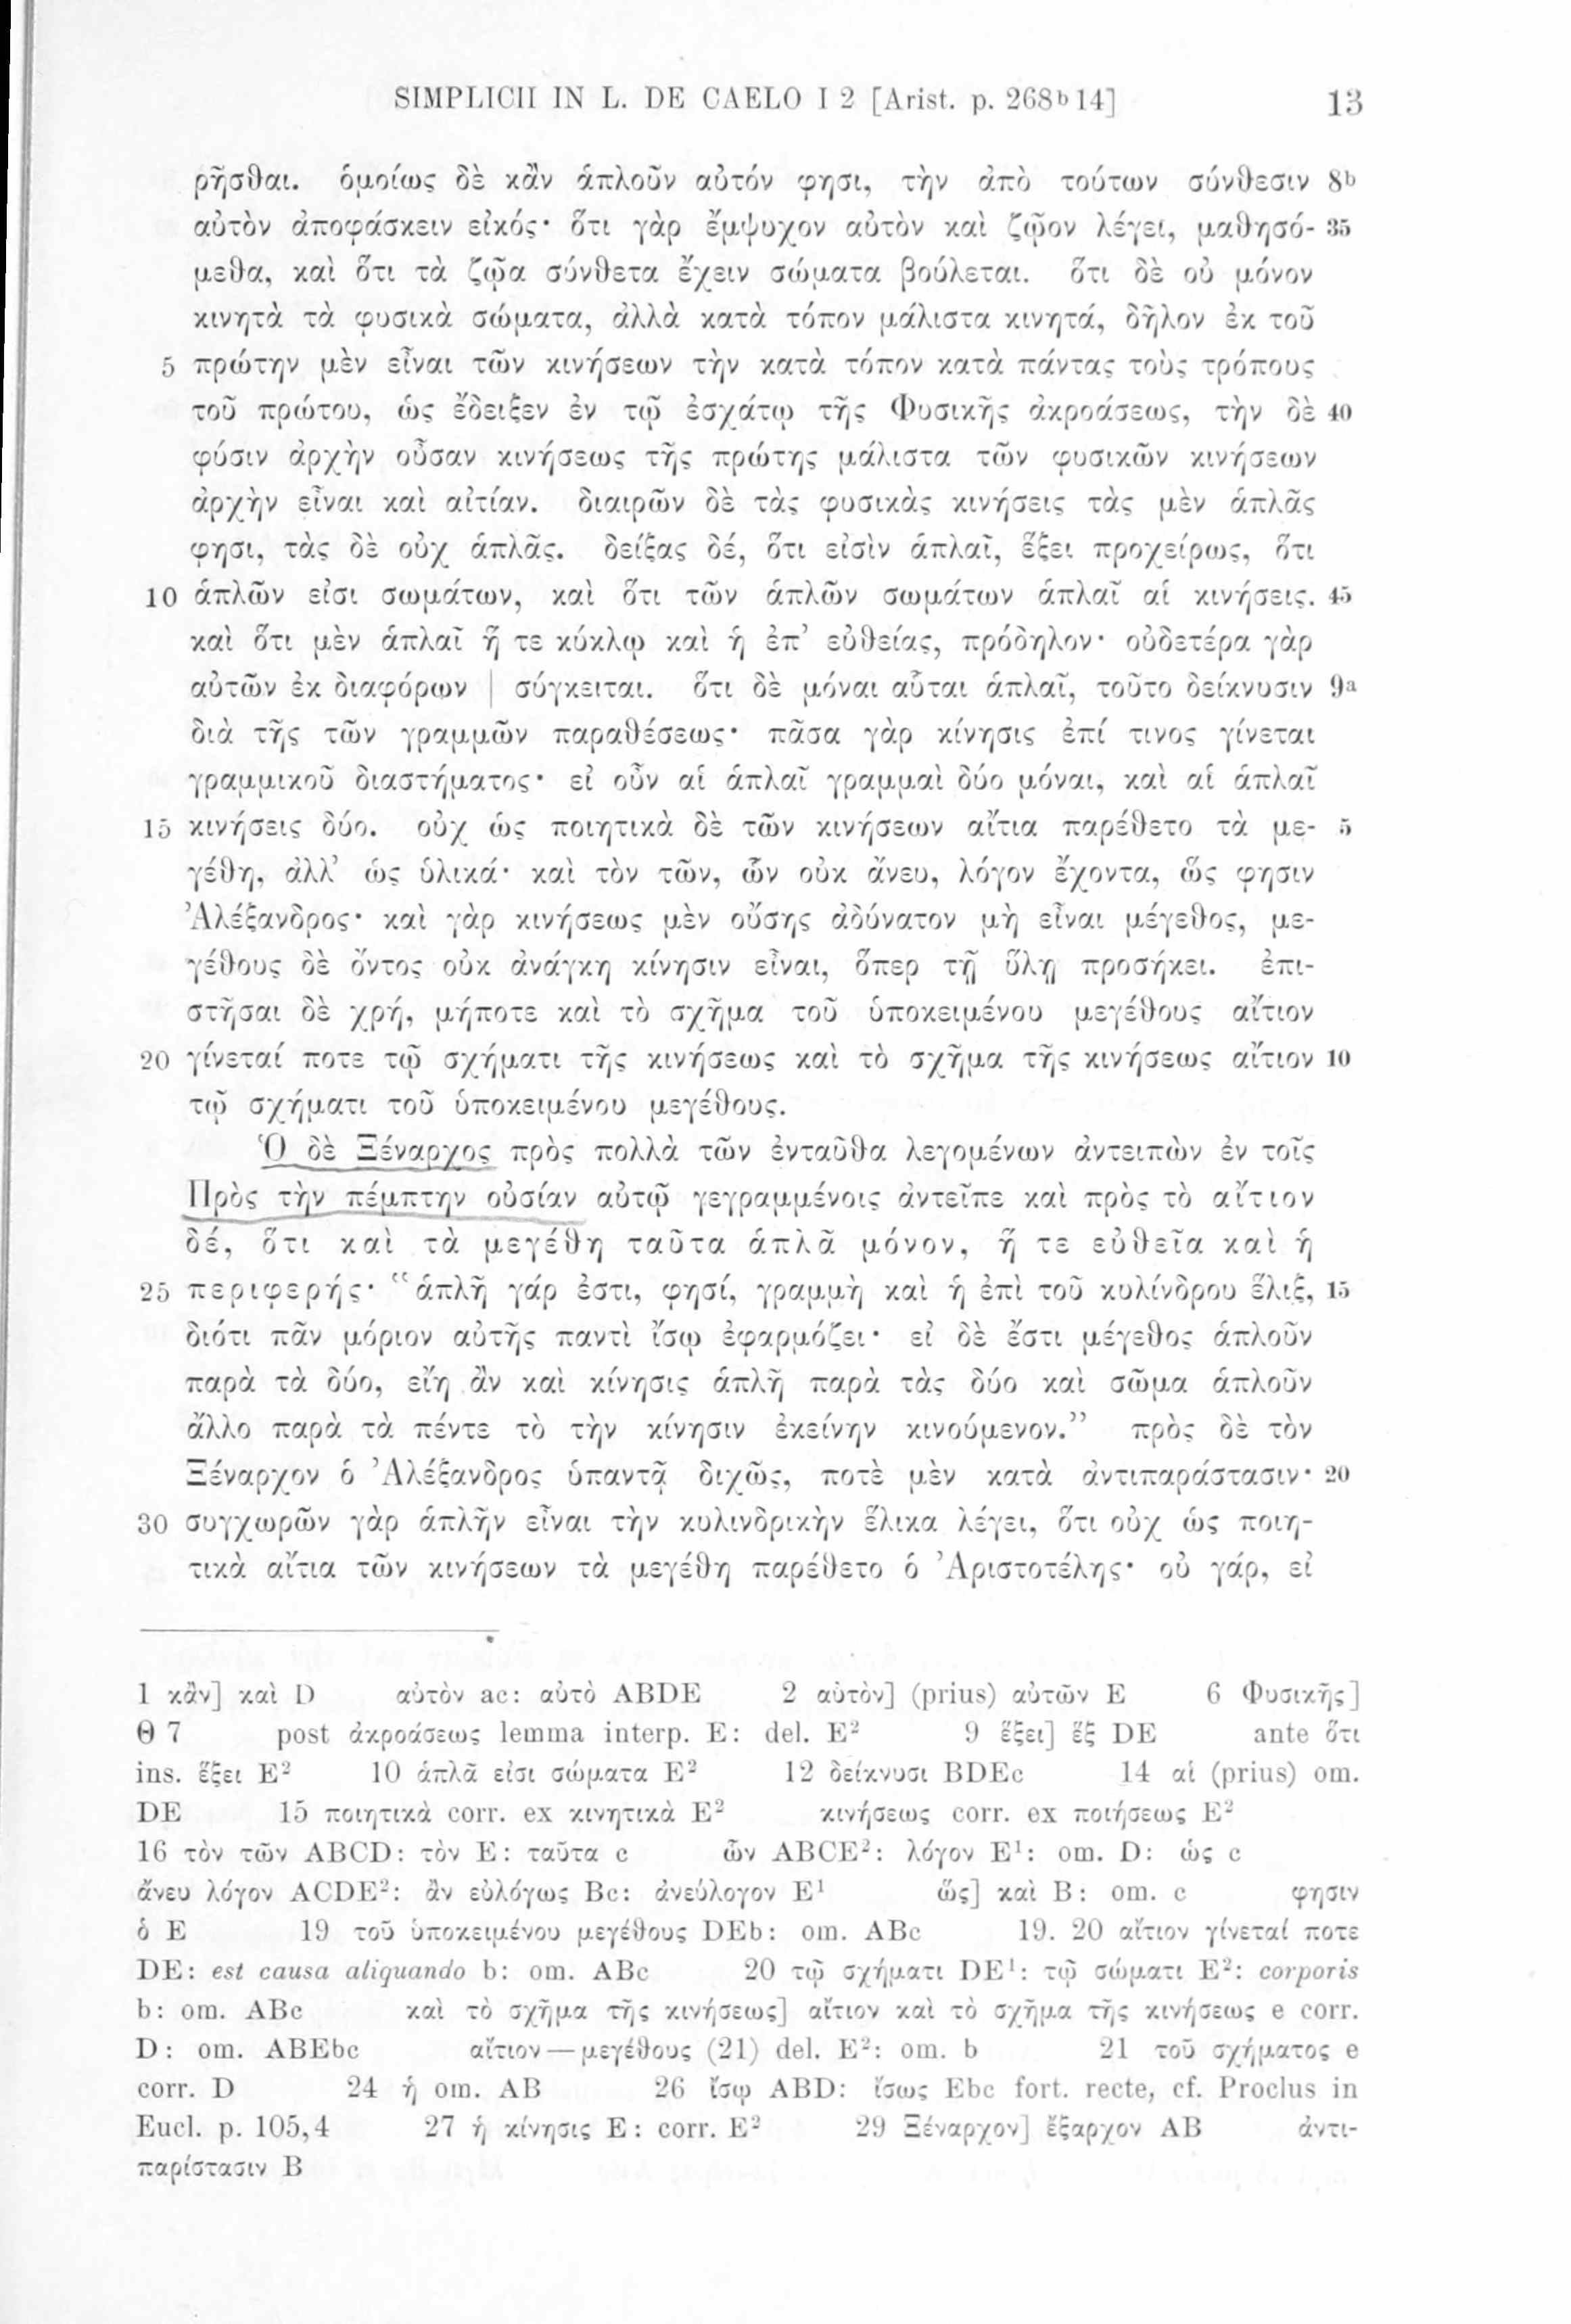 SIMPLICII IN L. DE CAELO I 2 [Arist. p. 268ᵇ14] 13
ρῆσθαι. ὁμοίως δὲ κἂν ἁπλοῦν αὐτόν φησι, τὴν ἀπὸ τούτων σύνθεσιν 8ᵇ
αὐτὸν ἀποφάσκειν εἰκός· ὅτι γὰρ ἔμψυχον αὐτὸν καὶ ζῷον λέγει, μαθησό- 35
μεθα, καὶ ὅτι τὰ ζῷα σύνθετα ἔχειν σώματα βούλεται. ὅτι δὲ οὐ μόνον
κινητὰ τὰ φυσικὰ σώματα, ἀλλὰ κατὰ τόπον μάλιστα κινητά, δῆλον ἐκ τοῦ
5 πρώτην μὲν εἶναι τῶν κινήσεων τὴν κατὰ τόπον κατὰ πάντας τοὺς τρόπους
τοῦ πρώτου, ὡς ἔδειξεν ἐν τῷ ἐσχάτῳ τῆς Φυσικῆς ἀκροάσεως, τὴν δὲ 40
φύσιν ἀρχὴν οὖσαν κινήσεως τῆς πρώτης μάλιστα τῶν φυσικῶν κινήσεων
ἀρχὴν εἶναι καὶ αἰτίαν. διαιρῶν δὲ τὰς φυσικὰς κινήσεις τὰς μὲν ἁπλᾶς
φησι, τὰς δὲ οὐχ ἁπλᾶς. δείξας δέ, ὅτι εἰσὶν ἁπλαῖ, ἕξει προχείρως, ὅτι
10 ἁπλῶν εἰσι σωμάτων, καὶ ὅτι τῶν ἁπλῶν σωμάτων ἁπλαῖ αἱ κινήσεις. 45
καὶ ὅτι μὲν ἁπλαῖ ἥ τε κύκλῳ καὶ ἡ ἐπ’ εὐθείας, πρόδηλον· οὐδετέρα γὰρ
αὐτῶν ἐκ διαφόρων | σύγκειται. ὅτι δὲ μόναι αὗται ἁπλαῖ, τοῦτο δείκνυσιν 9ᵃ
διὰ τῆς τῶν γραμμῶν παραθέσεως· πᾶσα γὰρ κίνησις ἐπί τινος γίνεται
γραμμικοῦ διαστήματος· εἰ οὖν αἱ ἁπλαῖ γραμμαὶ δύο μόναι, καὶ αἱ ἁπλαῖ
15 κινήσεις δύο. οὐχ ὡς ποιητικὰ δὲ τῶν κινήσεων αἴτια παρέθετο τὰ με- 5
γέθη, ἀλλ’ ὡς ὑλικά· καὶ τὸν τῶν, ὧν οὐκ ἄνευ, λόγον ἔχοντα, ὥς φησιν
Ἀλέξανδρος· καὶ γὰρ κινήσεως μὲν οὔσης ἀδύνατον μὴ εἶναι μέγεθος, με-
γέθους δὲ ὄντος οὐκ ἀνάγκη κίνησιν εἶναι, ὅπερ τῇ ὕλῃ προσήκει. ἐπι-
στῆσαι δὲ χρή, μήποτε καὶ τὸ σχῆμα τοῦ ὑποκειμένου μεγέθους αἴτιον
20 γίνεταί ποτε τῷ σχήματι τῆς κινήσεως καὶ τὸ σχῆμα τῆς κινήσεως αἴτιον 10
τῷ σχήματι τοῦ ὑποκειμένου μεγέθους.
Ὁ δὲ Ξέναρχος πρὸς πολλὰ τῶν ἐνταῦθα λεγομένων ἀντειπὼν ἐν τοῖς
Πρὸς τὴν πέμπτην οὐσίαν αὐτῷ γεγραμμένοις ἀντεῖπε καὶ πρὸς τὸ αἴτιον
δέ, ὅτι καὶ τὰ μεγέθη ταῦτα ἁπλᾶ μόνον, ἥ τε εὐθεῖα καὶ ἡ
25 περιφερής· “ἁπλῆ γάρ ἐστι, φησί, γραμμὴ καὶ ἡ ἐπὶ τοῦ κυλίνδρου ἕλιξ, 15
διότι πᾶν μόριον αὐτῆς παντὶ ἴσῳ ἐφαρμόζει· εἰ δὲ ἔστι μέγεθος ἁπλοῦν
παρὰ τὰ δύο, εἴη ἂν καὶ κίνησις ἁπλῆ παρὰ τὰς δύο καὶ σῶμα ἁπλοῦν
ἄλλο παρὰ τὰ πέντε τὸ τὴν κίνησιν ἐκείνην κινούμενον.” πρὸς δὲ τὸν
Ξέναρχον ὁ Ἀλέξανδρος ὑπαντᾷ διχῶς, ποτὲ μὲν κατὰ ἀντιπαράστασιν· 20
30 συγχωρῶν γὰρ ἁπλῆν εἶναι τὴν κυλινδρικὴν ἕλικα λέγει, ὅτι οὐχ ὡς ποιη-
τικὰ αἴτια τῶν κινήσεων τὰ μεγέθη παρέθετο ὁ Ἀριστοτέλης· οὐ γάρ, εἰ
1 κἂν] καὶ D αὐτὸν ac: αὐτὸ ABDE 2 αὐτὸν] (prius) αὐτῶν E 6 Φυσικῆς]
Θ 7 post ἀκροάσεως lemma interp. E: del. E² 9 ἕξει] ἕξ DE ante ὅτι
ins. ἕξει E² 10 ἁπλᾶ εἰσι σώματα E² 12 δείκνυσι BDEc 14 αἱ (prius) om.
DE 15 ποιητικὰ corr. ex κινητικὰ E² κινήσεως corr. ex ποιήσεως E²
16 τὸν τῶν ABCD: τὸν E: ταῦτα c ὧν ABCE²: λόγον E¹: om. D: ὡς c
ἄνευ λόγον ACDE²: ἂν εὐλόγως Bc: ἀνεύλογον E¹ ὥς] καὶ B: om. c φησιν
ὁ E 19 τοῦ ὑποκειμένου μεγέθους DEb: om. ABc 19. 20 αἴτιον γίνεταί ποτε
DE: est causa aliquando b: om. ABc 20 τῷ σχήματι DE¹: τῷ σώματι E²: corporis
b: om. ABc καὶ τὸ σχῆμα τῆς κινήσεως] αἴτιον καὶ τὸ σχῆμα τῆς κινήσεως e corr.
D: om. ABEbc αἴτιον—μεγέθους (21) del. E²: om. b 21 τοῦ σχήματος e
corr. D 24 ἡ om. AB 26 ἴσῳ ABD: ἴσως Ebc fort. recte, cf. Proclus in
Eucl. p. 105,4 27 ἡ κίνησις E: corr. E² 29 Ξέναρχον] ἔξαρχον AB ἀντι-
παρίστασιν B